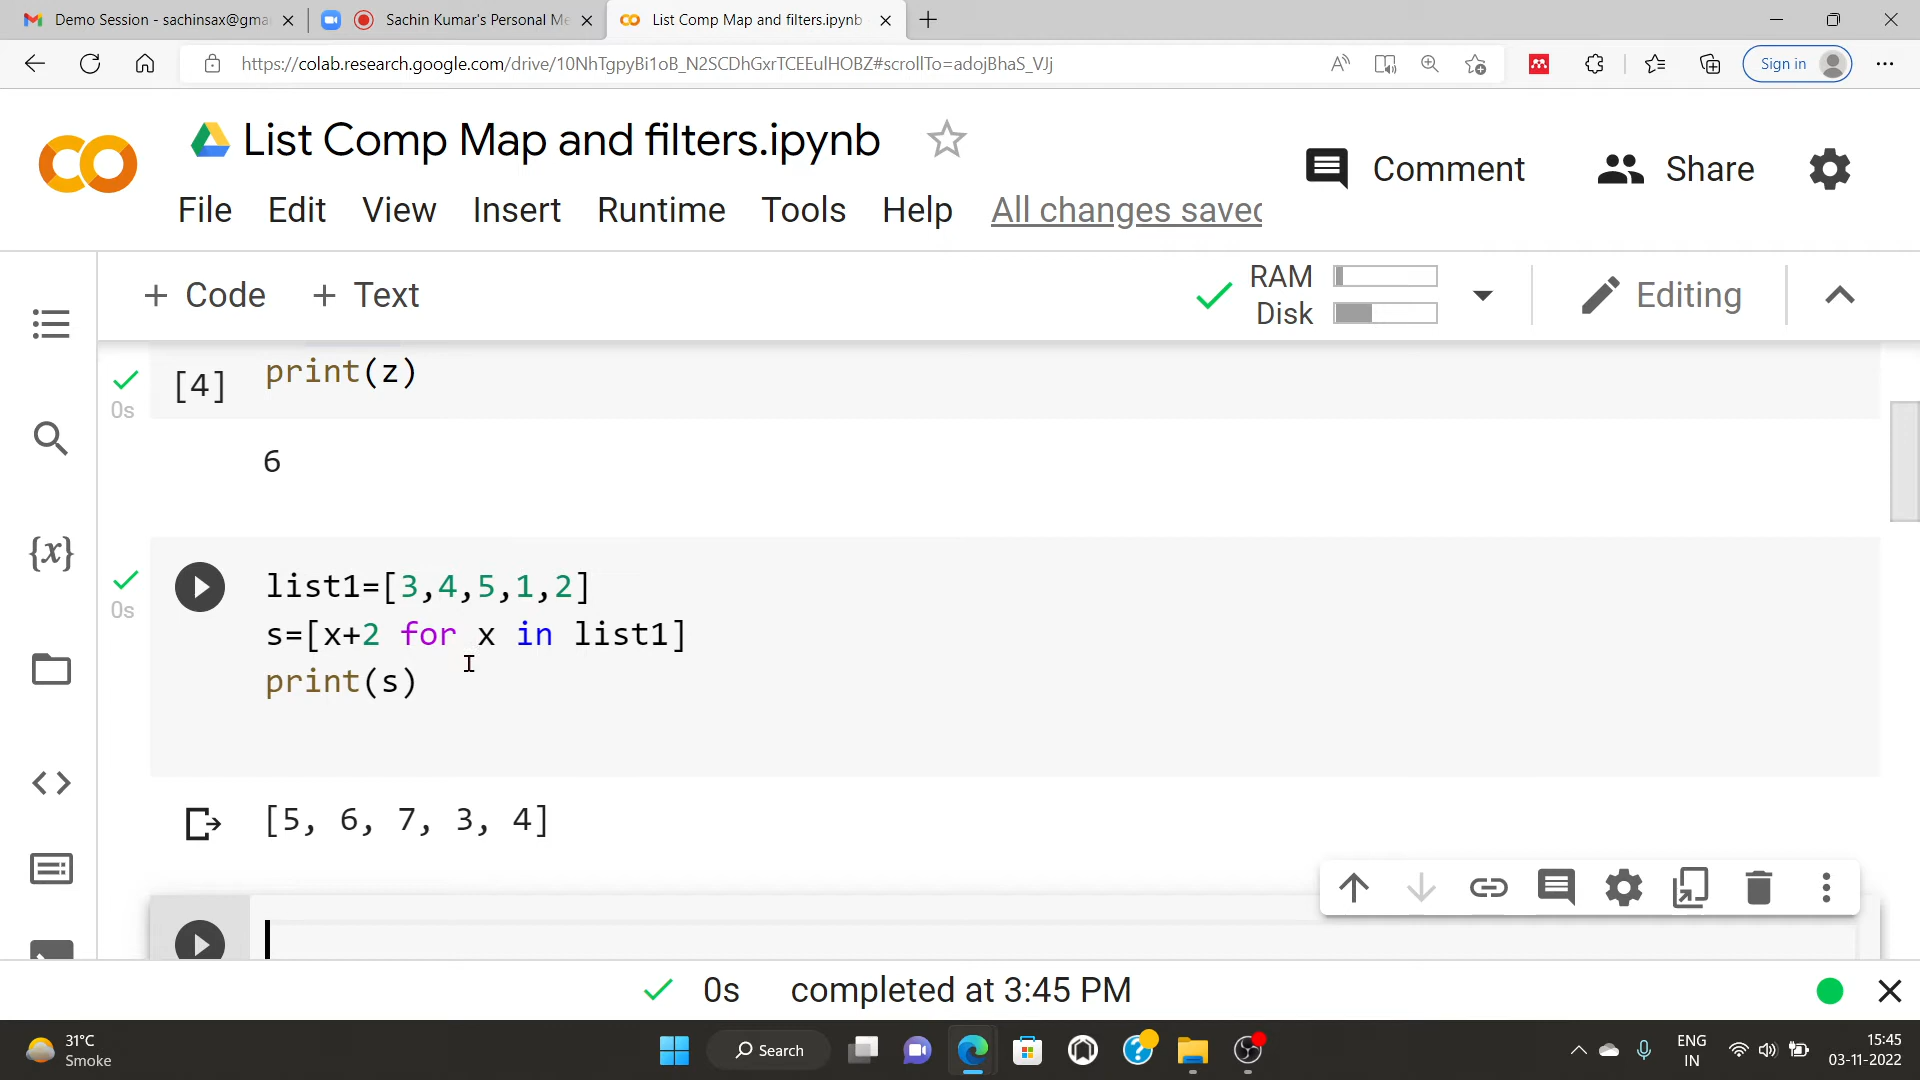 Demo Session - sachinsax@gma
Sachin Kumar's Personal Me
List Comp Map and filters.ipynb
https://colab.research.google.com/drive/10NhTgpyBi1oB_N2SCDhGxrTCEEulHOBZ#scrollTo=adojBhaS_VJj
Sign in
List Comp Map and filters.ipynb
Comment
Share
File Edit View Insert Runtime Tools Help All changes saved
+ Code + Text
RAM
Disk
Editing
[4] print(z)
0s
6
list1=[3,4,5,1,2]
0s
s=[x+2 for x in list1]
print(s)
{x}
[5, 6, 7, 3, 4]
0s completed at 3:45 PM
31°C
Smoke
Search
ENG
IN
15:45
03-11-2022